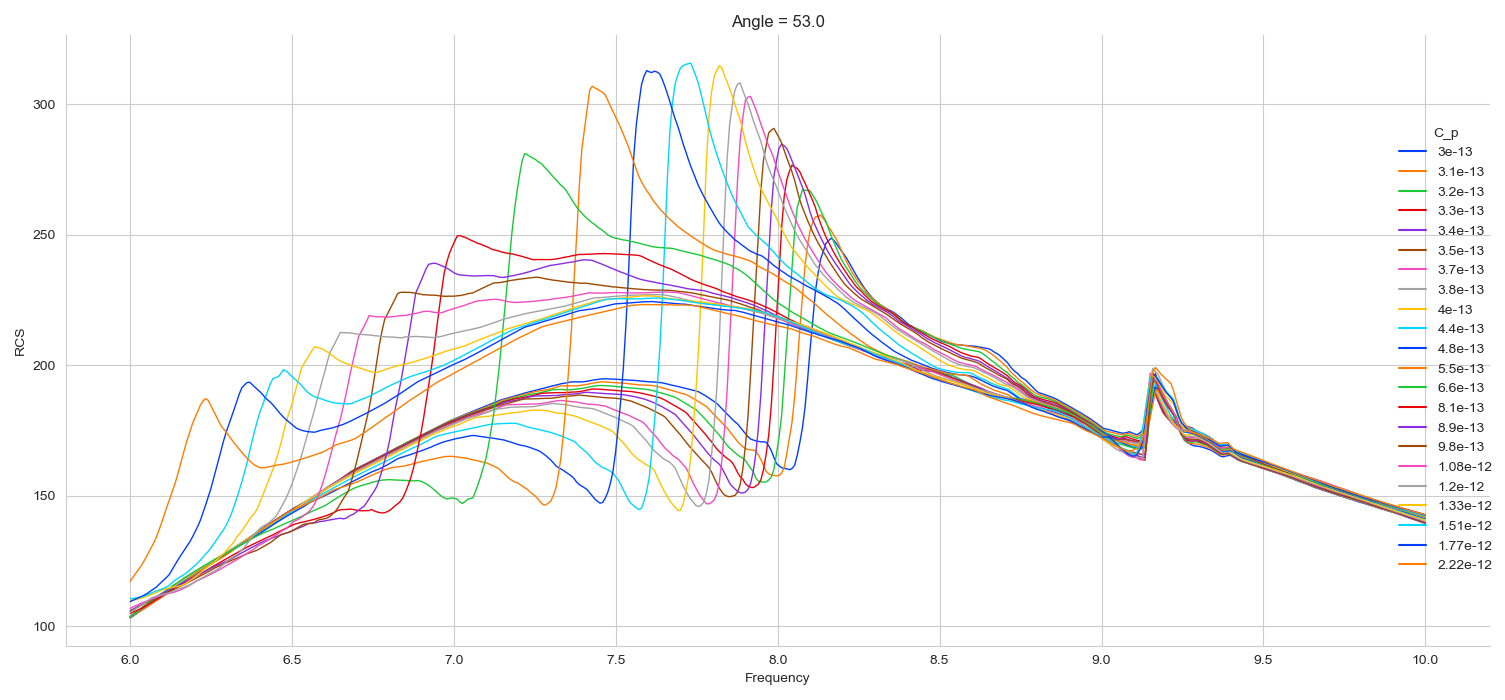 Angle = 53.0
RCS
300
250
200
150
100
6.0 6.5 7.0 7.5 8.0 8.5 9.0 9.5 10.0
Frequency
C_p
3e-13
3.1e-13
3.2e-13
3.3e-13
3.4e-13
3.5e-13
3.7e-13
3.8e-13
4e-13
4.4e-13
4.8e-13
5.5e-13
6.6e-13
8.1e-13
8.9e-13
9.8e-13
1.08e-12
1.2e-12
1.33e-12
1.51e-12
1.77e-12
2.22e-12